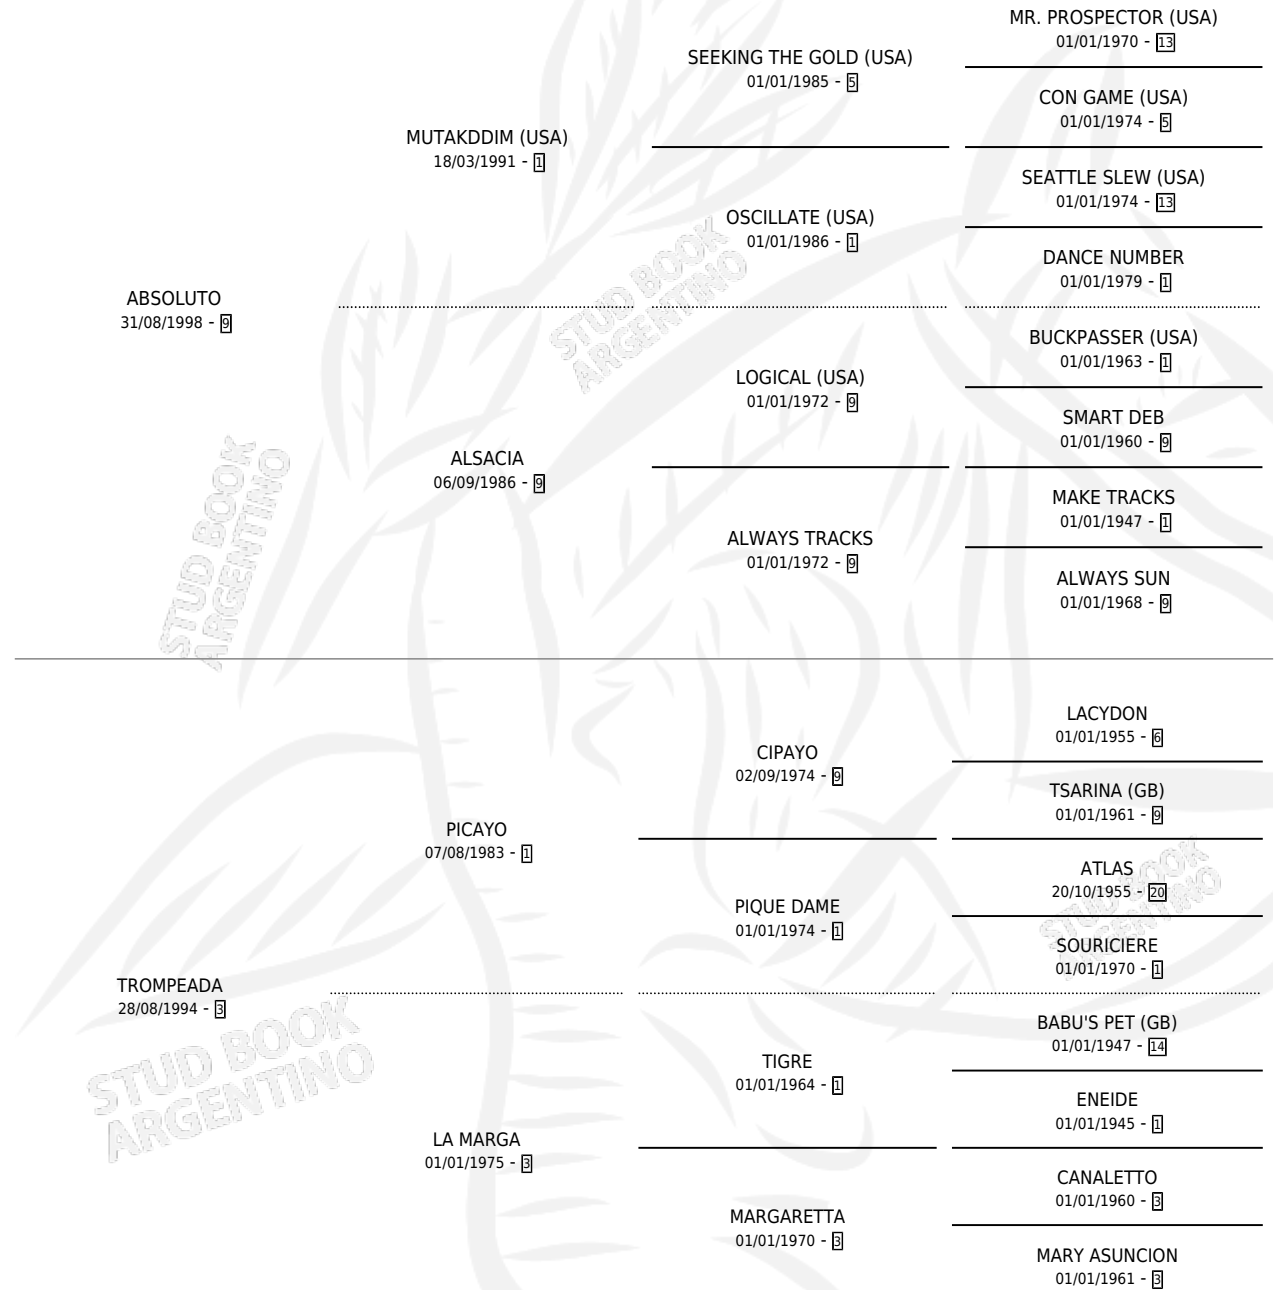 MR. PROSPECTOR (USA)
01/01/1970 - 13
SEEKING THE GOLD (USA)
01/01/1985 - 5
CON GAME (USA)
01/01/1974 - 5
MUTAKDDIM (USA)
18/03/1991 - 1
SEATTLE SLEW (USA)
01/01/1974 - 13
OSCILLATE (USA)
01/01/1986 - 1
DANCE NUMBER
01/01/1979 - 1
ABSOLUTO
31/08/1998 - 9
BUCKPASSER (USA)
01/01/1963 - 1
LOGICAL (USA)
01/01/1972 - 9
SMART DEB
01/01/1960 - 9
ALSACIA
06/09/1986 - 9
MAKE TRACKS
01/01/1947 - 1
ALWAYS TRACKS
01/01/1972 - 9
ALWAYS SUN
01/01/1968 - 9
LACYDON
01/01/1955 - 6
CIPAYO
02/09/1974 - 9
TSARINA (GB)
01/01/1961 - 9
PICAYO
07/08/1983 - 1
ATLAS
20/10/1955 - 20
PIQUE DAME
01/01/1974 - 1
SOURICIERE
01/01/1970 - 1
TROMPEADA
28/08/1994 - 3
BABU'S PET (GB)
01/01/1947 - 14
TIGRE
01/01/1964 - 1
ENEIDE
01/01/1945 - 1
LA MARGA
01/01/1975 - 3
CANALETTO
01/01/1960 - 3
MARGARETTA
01/01/1970 - 3
MARY ASUNCION
01/01/1961 - 3
STUD BOOK
ARGENTINO
STUD BOOK
ARGENTINO
STUD BOOK
ARGENTINO
STUD BOOK
ARGENTINO